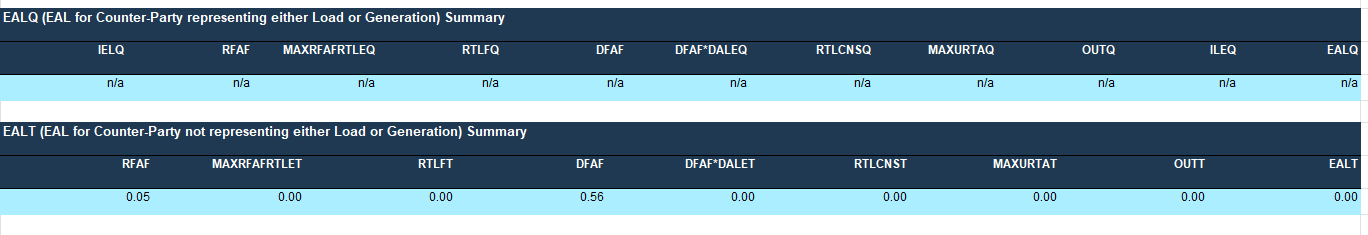 EALQ (EAL for Counter-Party representing either Load or Generation) Summary
IELQ RFAF MAXRFAFRTLEQ RTLFQ DFAF DFAF*DALEQ RTLCNSQ MAXURTAQ OUTQ ILEQ EALQ
n/a n/a n/a n/a n/a n/a n/a n/a n/a n/a n/a
EALT (EAL for Counter-Party not representing either Load or Generation) Summary
RFAF MAXRFAFRTLET RTLFT DFAF DFAF*DALET RTLCNST MAXURTAT OUTT EALT
0.05 0.00 0.00 0.56 0.00 0.00 0.00 0.00 0.00